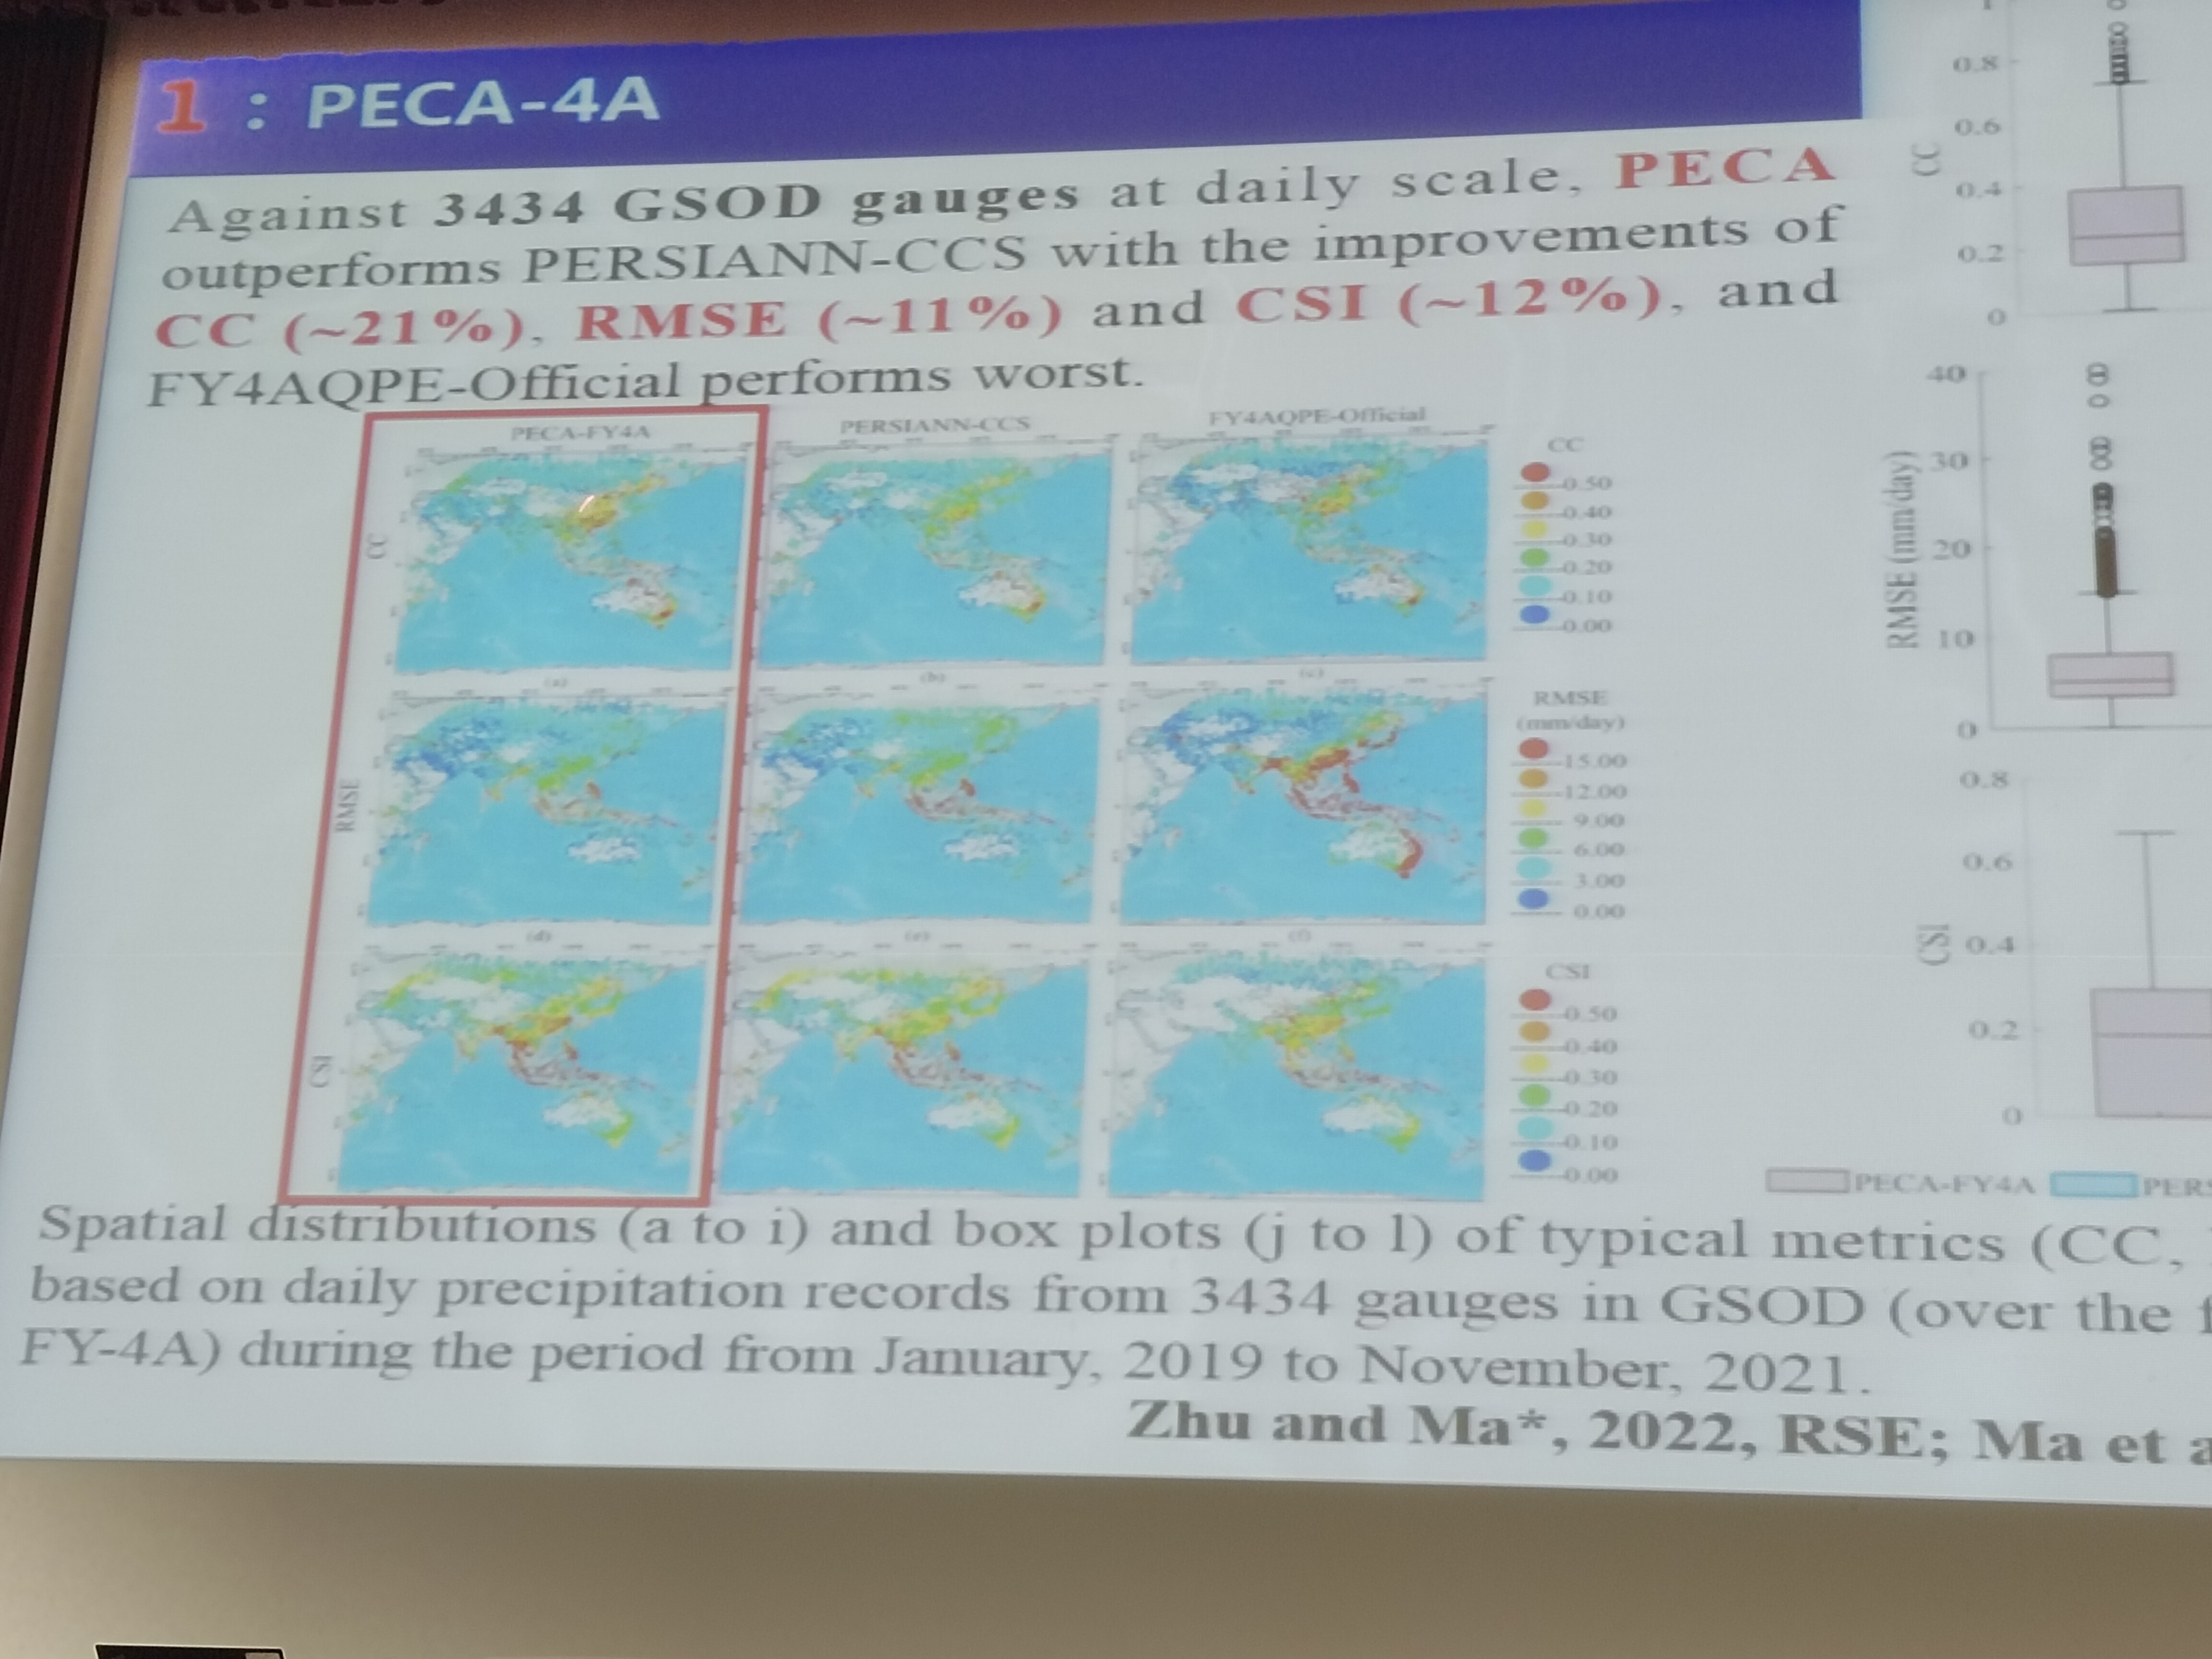 1 : PECA-4A
Against 3434 GSOD gauges at daily scale, PECA
outperforms PERSIANN-CCS with the improvements of
CC (~21%), RMSE (~11%) and CSI (~12%), and
FY4AQPE-Official performs worst.
PECA-FY4A PERSIANN-CCS FY4AQPE-Official
CC
CC
0.50
0.40
0.30
0.20
0.10
0.00
(a) (b) (c)
RMSE
RMSE
(mm/day)
15.00
12.00
9.00
6.00
3.00
0.00
(d) (e) (f)
CSI
CSI
0.50
0.40
0.30
0.20
0.10
0.00
CC
0.8
0.6
0.4
0.2
0
RMSE (mm/day)
40
30
20
10
0
CSI
0.8
0.6
0.4
0.2
0
PECA-FY4A PERS
Spatial distributions (a to i) and box plots (j to l) of typical metrics (CC,
based on daily precipitation records from 3434 gauges in GSOD (over the f
FY-4A) during the period from January, 2019 to November, 2021.
Zhu and Ma*, 2022, RSE; Ma et a